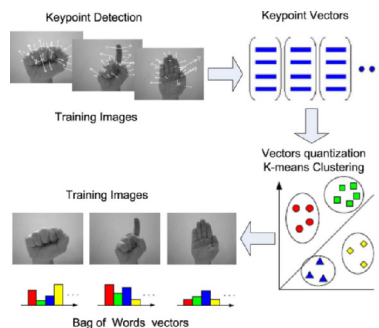 Keypoint Detection
Keypoint Vectors
Training Images
Vectors quantization
K-means Clustering
Training Images
Bag of Words vectors